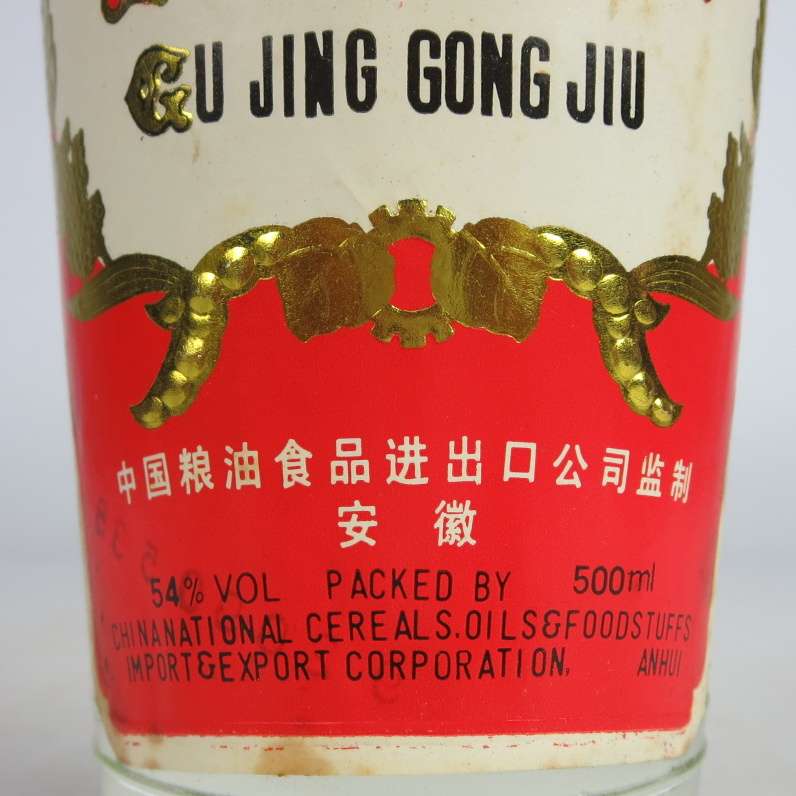 GU JING GONG JIU
中国粮油食品进出口公司监制
安徽
54% VOL PACKED BY 500ml
CHINANATIONAL CEREALS.OILS&FOODSTUFFS
IMPORT&EXPORT CORPORATION, ANHUI